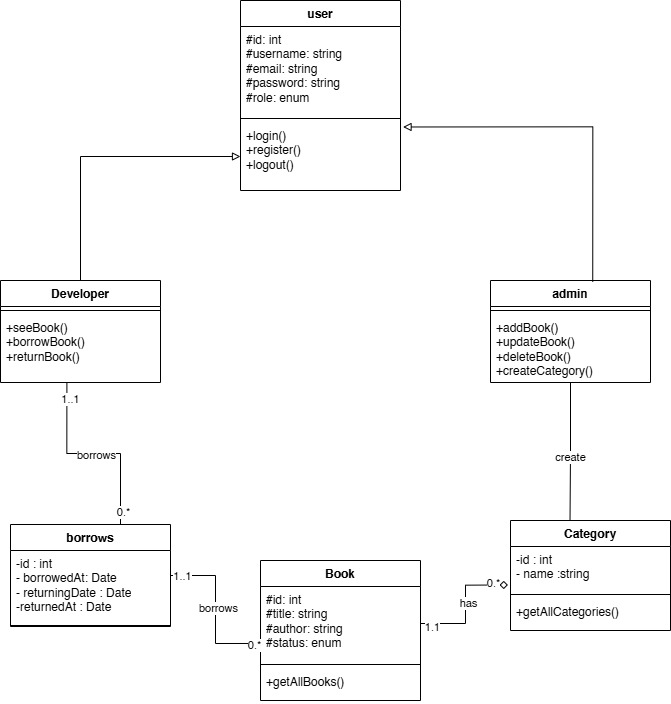 user
#id: int
#username: string
#email: string
#password: string
#role: enum
+login()
+register()
+logout()
Developer
+seeBook()
+borrowBook()
+returnBook()
admin
+addBook()
+updateBook()
+deleteBook()
+createCategory()
1..1
borrows
0..*
create
borrows
-id : int
- borrowedAt: Date
- returningDate : Date
-returnedAt : Date
1..1
borrows
0..*
Book
#id: int
#title: string
#author: string
#status: enum
+getAllBooks()
1.1
has
0..*
Category
-id : int
- name :string
+getAllCategories()